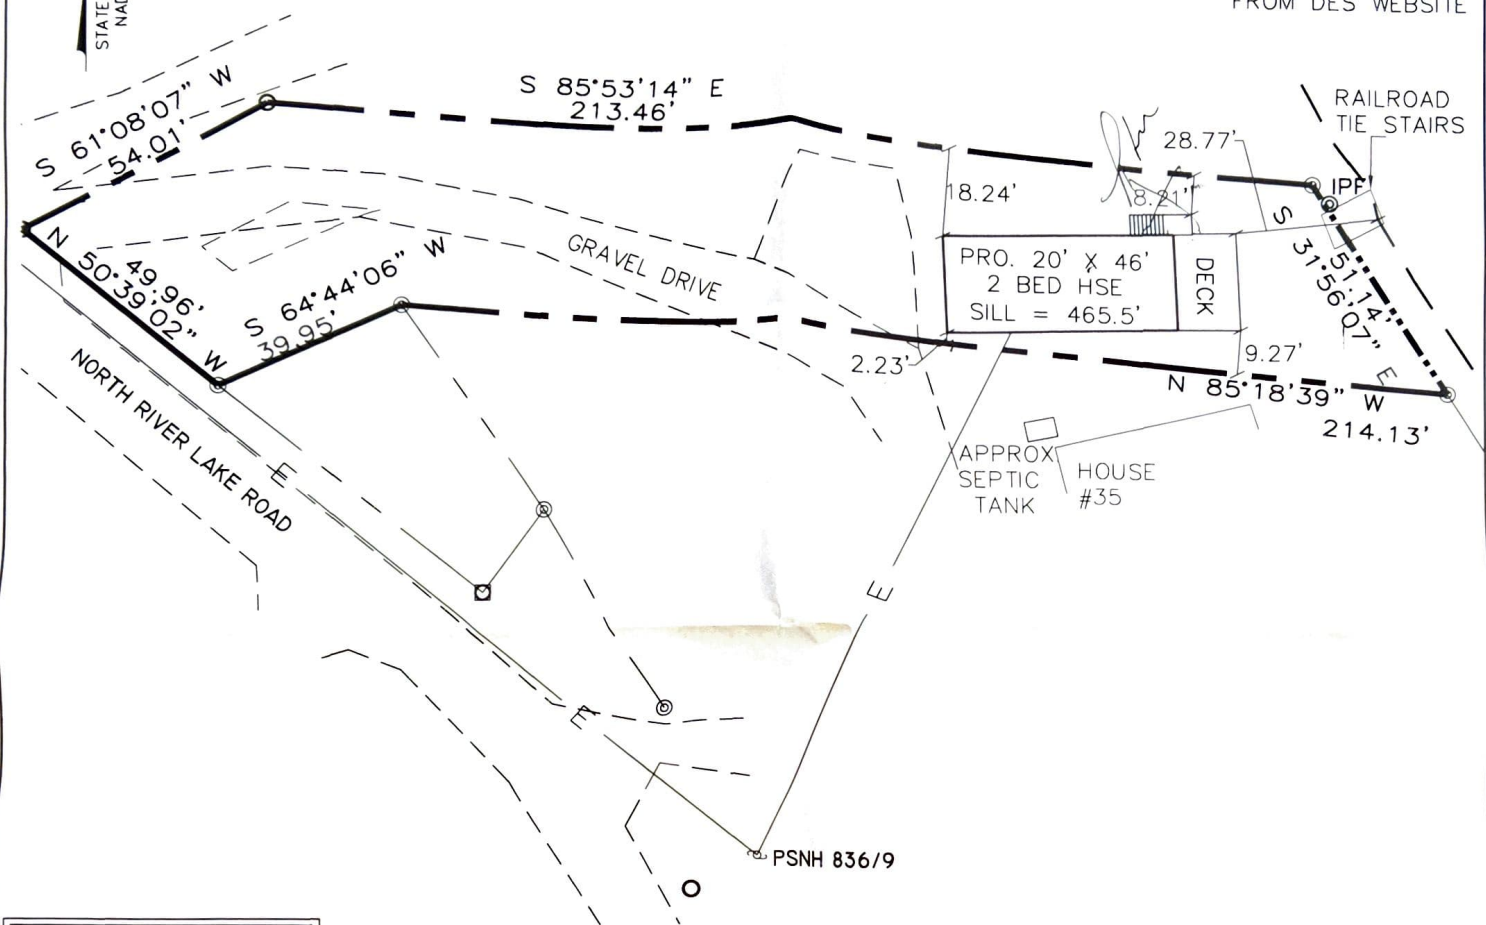 STATE
NAD
FROM DES WEBSITE
S 61°08'07" W
54.01'
S 85°53'14" E
213.46'
RAILROAD
TIE STAIRS
28.77'
IPF
18.24'
8.21'
S 31°56'07" E
51.14'
N 50°39'02" W
49.96'
S 64°44'06" W
39.95'
GRAVEL DRIVE
PRO. 20' X 46'
2 BED HSE
SILL = 465.5'
DECK
2.23'
9.27'
N 85°18'39" W
214.13'
NORTH RIVER LAKE ROAD
E
APPROX
SEPTIC
TANK
HOUSE
#35
E
E
PSNH 836/9